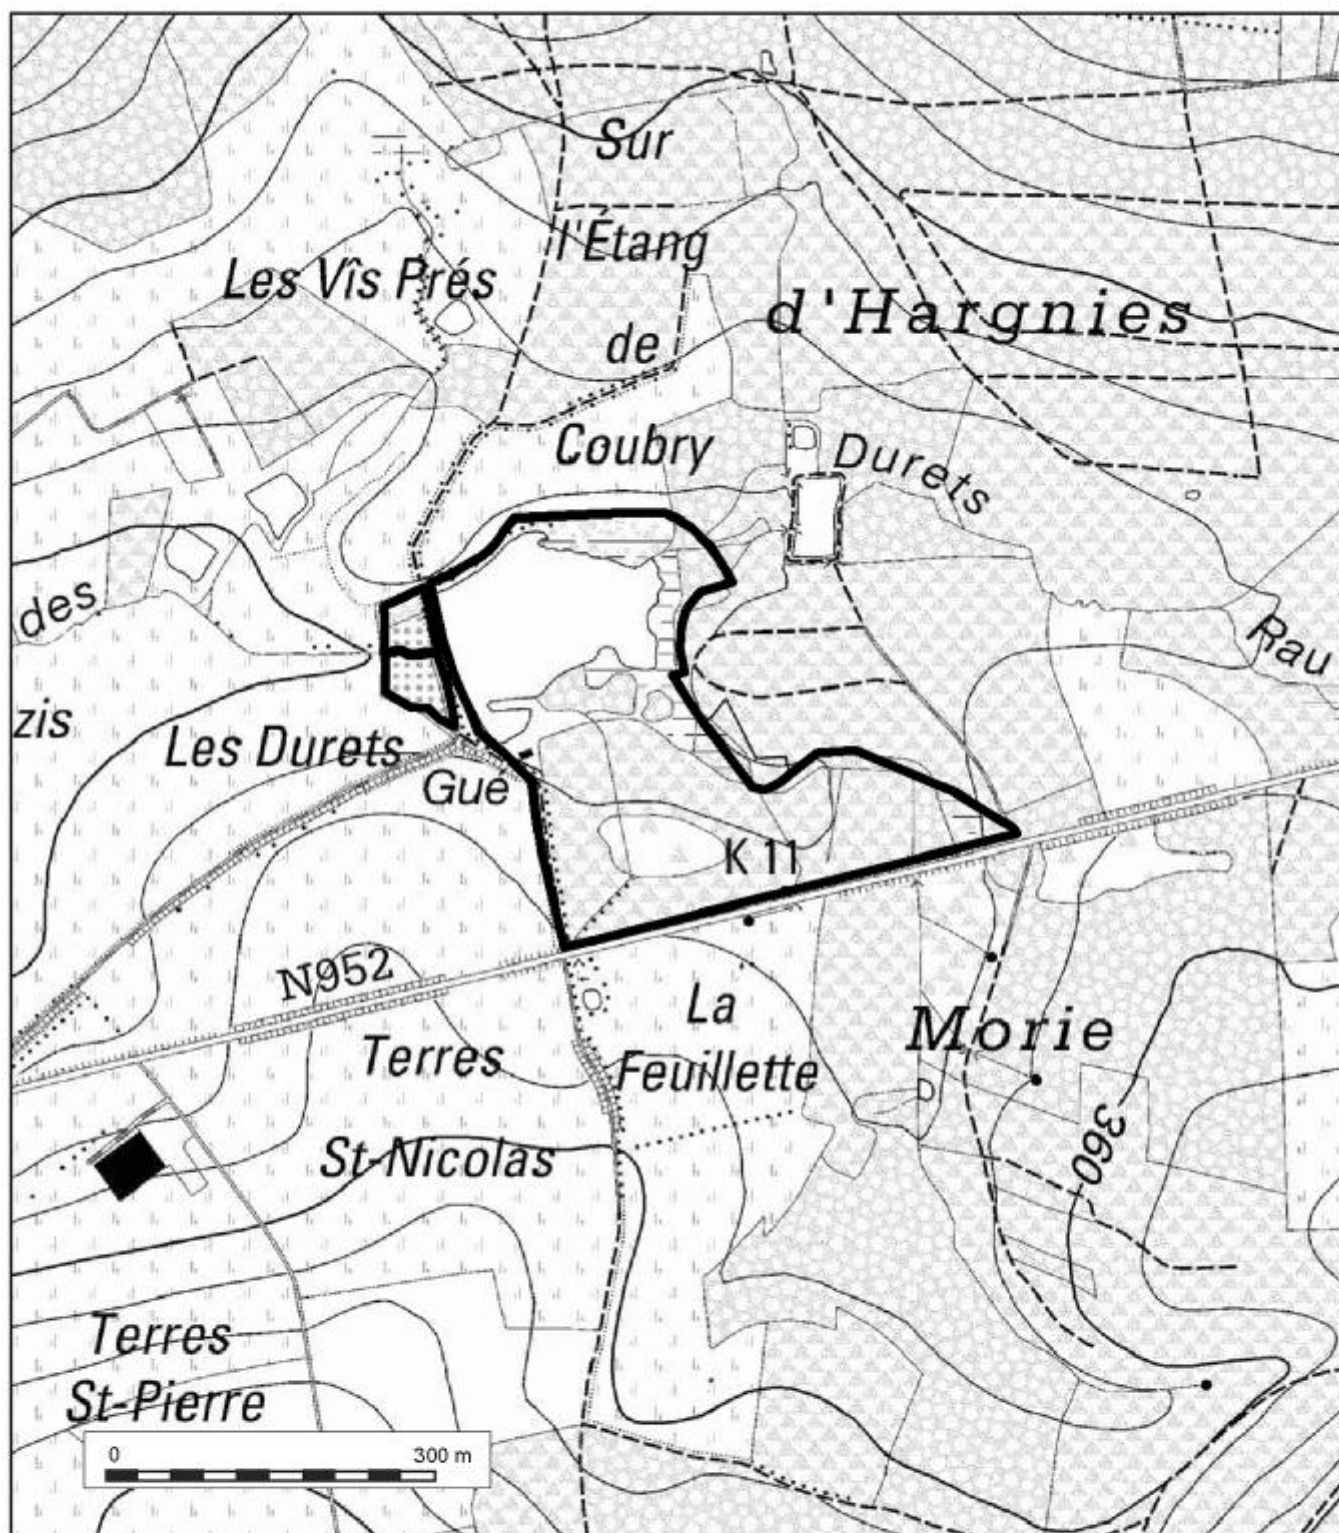 Sur
l'Étang
Les Vîs Prés
d'Hargnies
de
Coubry
Durets
des
Rau
zis
Les Durets
Gué
K 11
N952
La
Feuillette
Terres
Morie
St-Nicolas
360
Terres
St-Pierre
0 300 m